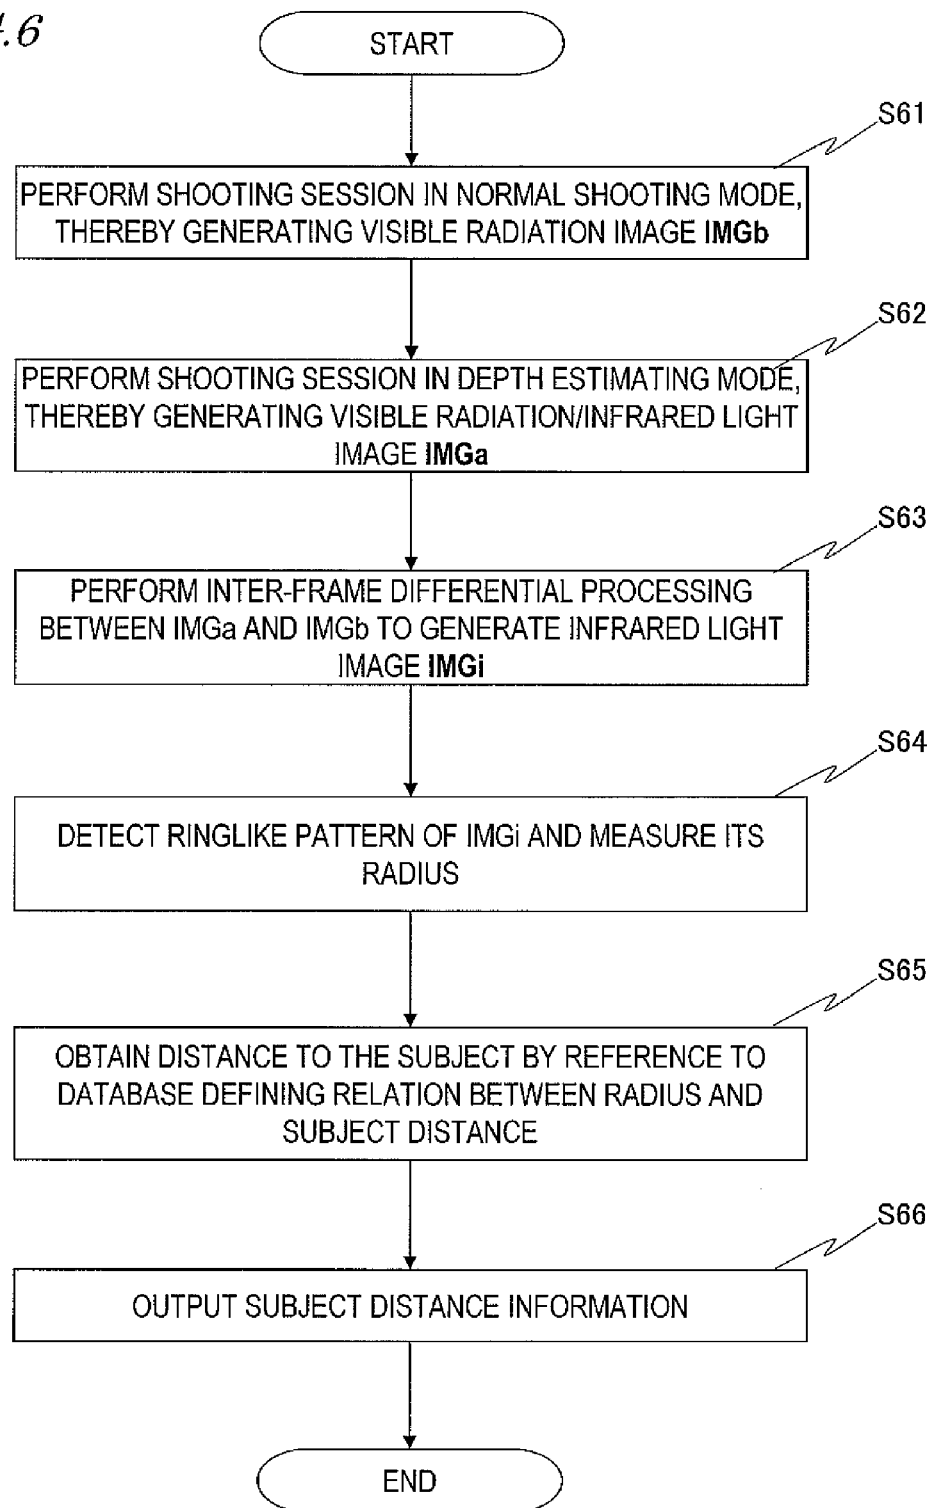 .6
START
S61
PERFORM SHOOTING SESSION IN NORMAL SHOOTING MODE,
THEREBY GENERATING VISIBLE RADIATION IMAGE IMGb
S62
PERFORM SHOOTING SESSION IN DEPTH ESTIMATING MODE,
THEREBY GENERATING VISIBLE RADIATION/INFRARED LIGHT
IMAGE IMGa
S63
PERFORM INTER-FRAME DIFFERENTIAL PROCESSING
BETWEEN IMGa AND IMGb TO GENERATE INFRARED LIGHT
IMAGE IMGi
S64
DETECT RINGLIKE PATTERN OF IMGi AND MEASURE ITS
RADIUS
S65
OBTAIN DISTANCE TO THE SUBJECT BY REFERENCE TO
DATABASE DEFINING RELATION BETWEEN RADIUS AND
SUBJECT DISTANCE
S66
OUTPUT SUBJECT DISTANCE INFORMATION
END